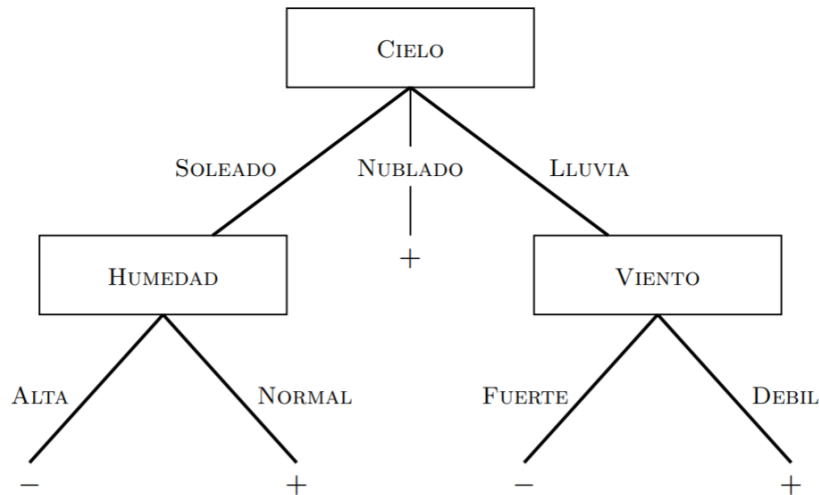 CIELO
SOLEADO NUBLADO LLUVIA
HUMEDAD + VIENTO
ALTA NORMAL FUERTE DEBIL
− + − +